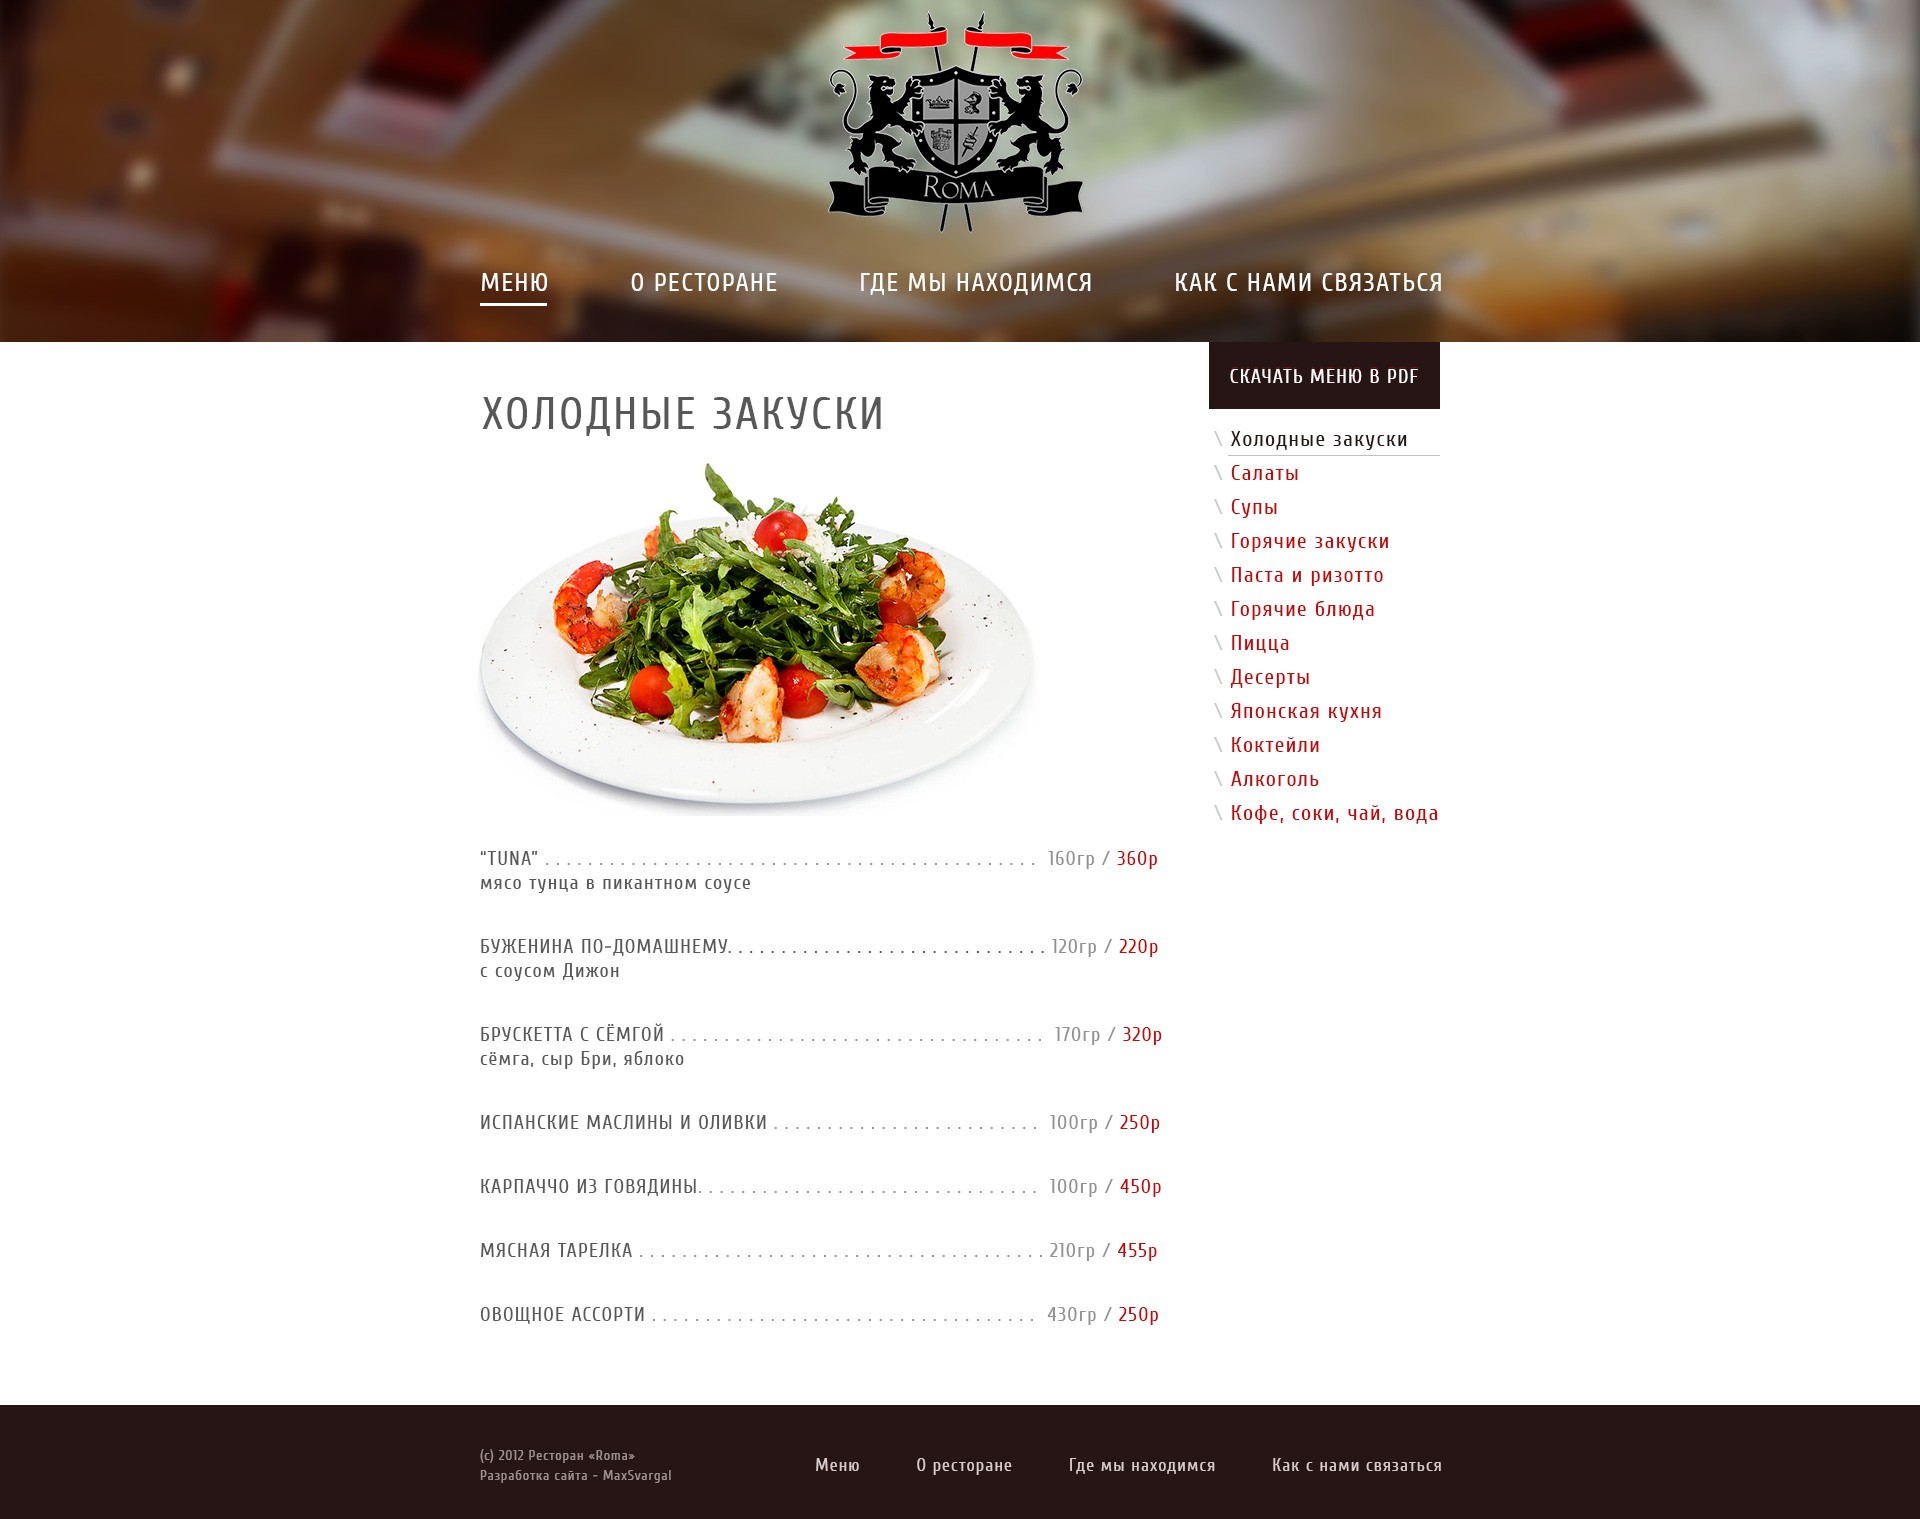 ROMA
МЕНЮ
О РЕСТОРАНЕ
ГДЕ МЫ НАХОДИМСЯ
КАК С НАМИ СВЯЗАТЬСЯ
СКАЧАТЬ МЕНЮ В PDF
ХОЛОДНЫЕ ЗАКУСКИ
\ Холодные закуски
\ Салаты
\ Супы
\ Горячие закуски
\ Паста и ризотто
\ Горячие блюда
\ Пицца
\ Десерты
\ Японская кухня
\ Коктейли
\ Алкоголь
\ Кофе, соки, чай, вода
“TUNA” . . . . . . . . . . . . . . . . . . . . . . . . . . . . . . . . . . . . . . . . . . . . . . 160гр / 360р
мясо тунца в пикантном соусе
БУЖЕНИНА ПО-ДОМАШНЕМУ. . . . . . . . . . . . . . . . . . . . . . . . . . . . . . 120гр / 220р
с соусом Дижон
БРУСКЕТТА С СЁМГОЙ . . . . . . . . . . . . . . . . . . . . . . . . . . . . . . . . . . . 170гр / 320р
сёмга, сыр Бри, яблоко
ИСПАНСКИЕ МАСЛИНЫ И ОЛИВКИ . . . . . . . . . . . . . . . . . . . . . . . . . 100гр / 250р
КАРПАЧЧО ИЗ ГОВЯДИНЫ. . . . . . . . . . . . . . . . . . . . . . . . . . . . . . . . 100гр / 450р
МЯСНАЯ ТАРЕЛКА . . . . . . . . . . . . . . . . . . . . . . . . . . . . . . . . . . . . . . 210гр / 455р
ОВОЩНОЕ АССОРТИ . . . . . . . . . . . . . . . . . . . . . . . . . . . . . . . . . . . . 430гр / 250р
(с) 2012 Ресторан «Roma»
Разработка сайта - MaxSvargal
Меню
О ресторане
Где мы находимся
Как с нами связаться